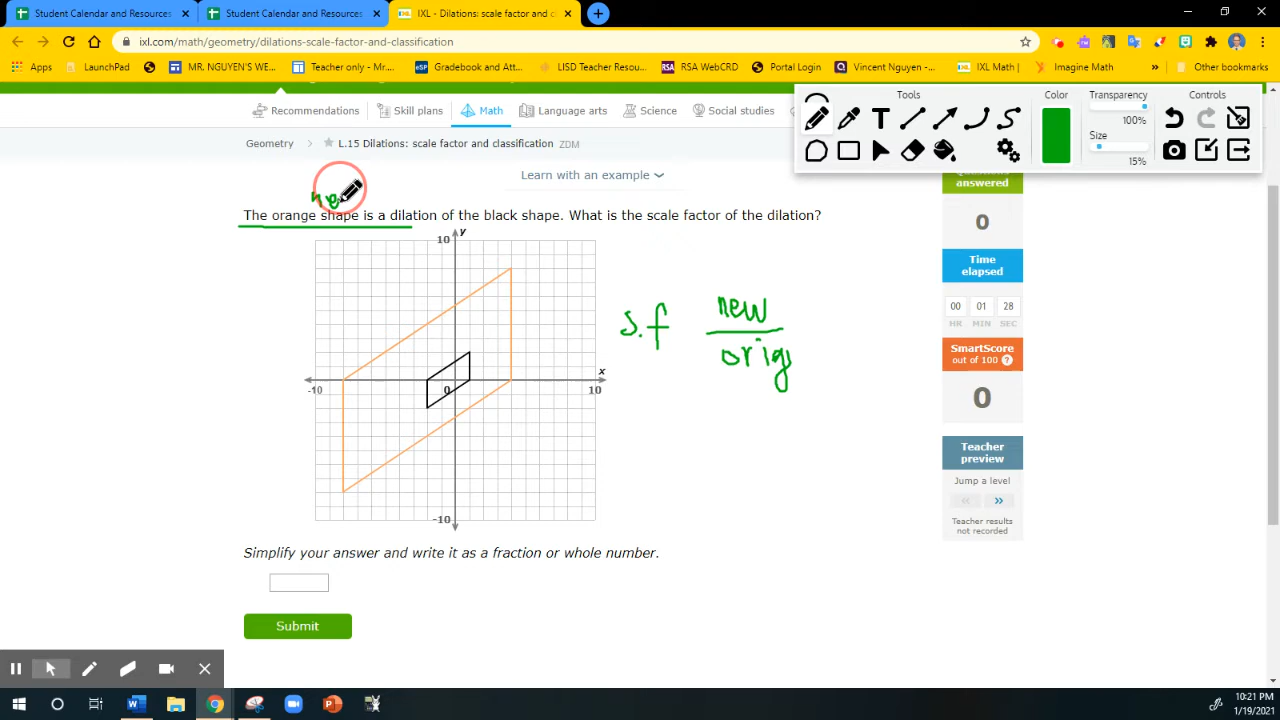 Student Calendar and Resources
Student Calendar and Resources
IXL - Dilations: scale factor and c
ixl.com/math/geometry/dilations-scale-factor-and-classification
Apps
LaunchPad
MR. NGUYEN'S WE...
Teacher only - Mr....
Gradebook and Att...
LISD Teacher Resou...
RSA WebCRD
Portal Login
Vincent Nguyen -...
IXL Math |
Imagine Math
»
Other bookmarks
Recommendations
Skill plans
Math
Language arts
Science
Social studies
Tools
Color
Transparency
100%
Size
15%
Controls
Geometry > L.15 Dilations: scale factor and classification ZDM
Learn with an example
Questions
answered
0
Time
elapsed
00 01 28
HR MIN SEC
SmartScore
out of 100 ?
0
Teacher
preview
Jump a level
«
»
Teacher results
not recorded
ne
The orange shape is a dilation of the black shape. What is the scale factor of the dilation?
10
y
x
-10
0
10
-10
s.f
new
orig
Simplify your answer and write it as a fraction or whole number.
Submit
10:21 PM
1/19/2021